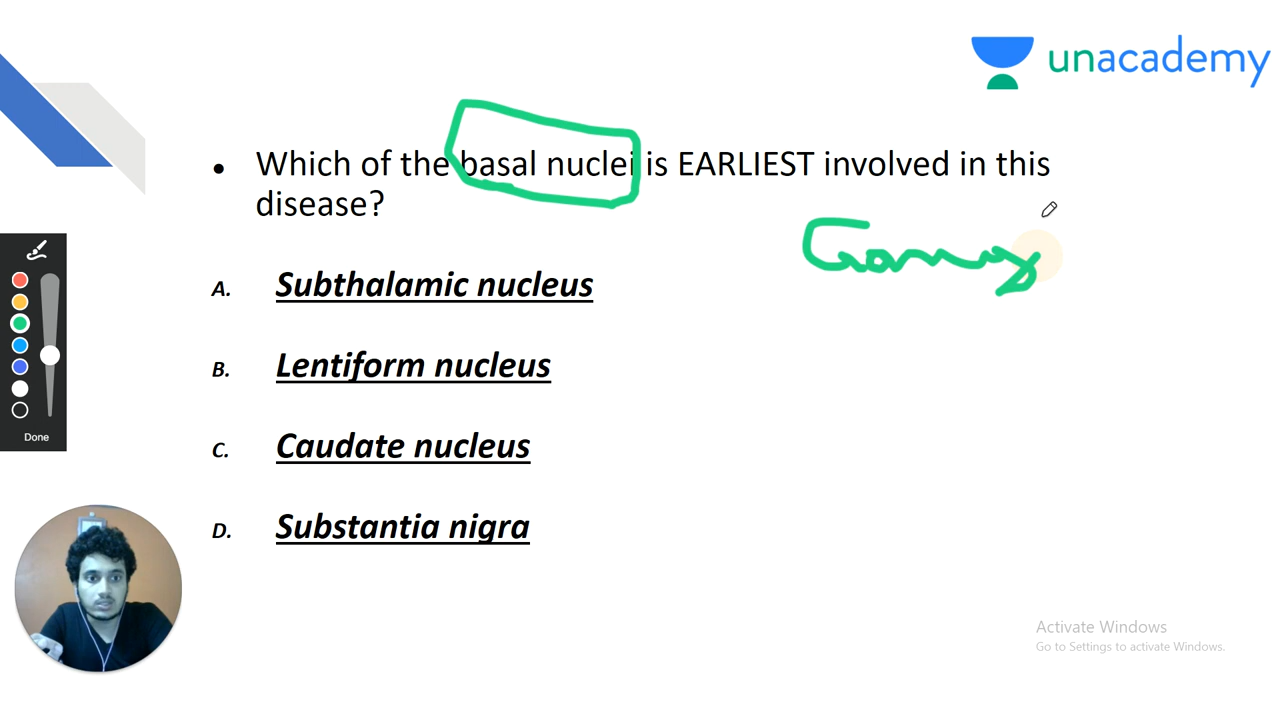 unacademy
• Which of the basal nuclei is EARLIEST involved in this
disease?
A. Subthalamic nucleus
B. Lentiform nucleus
C. Caudate nucleus
D. Substantia nigra
Done
Activate Windows
Go to Settings to activate Windows.